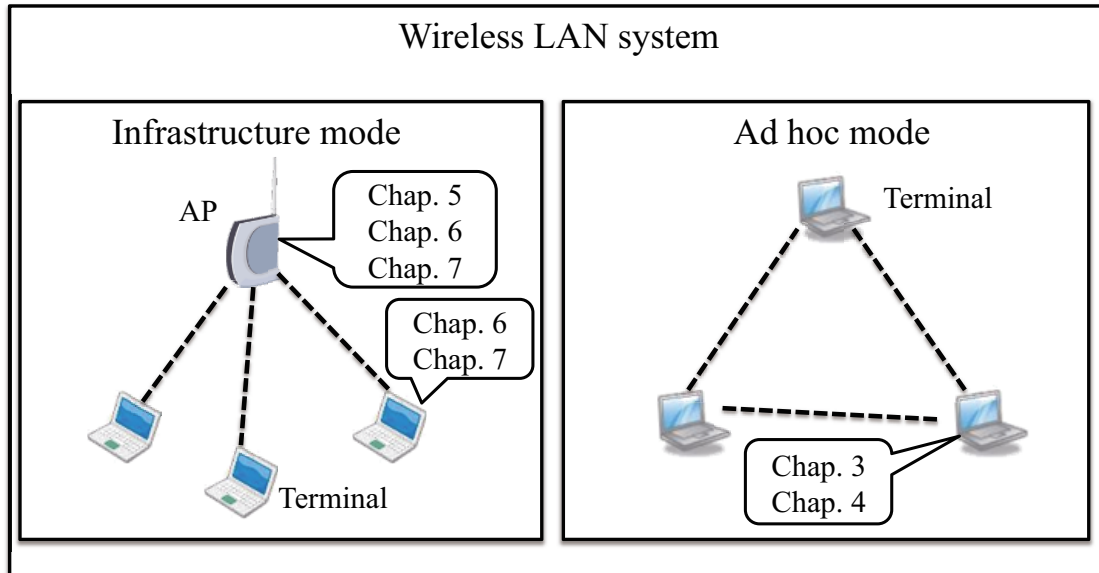 Wireless LAN system
Infrastructure mode
AP
Chap. 5
Chap. 6
Chap. 7
Chap. 6
Chap. 7
Terminal
Ad hoc mode
Terminal
Chap. 3
Chap. 4